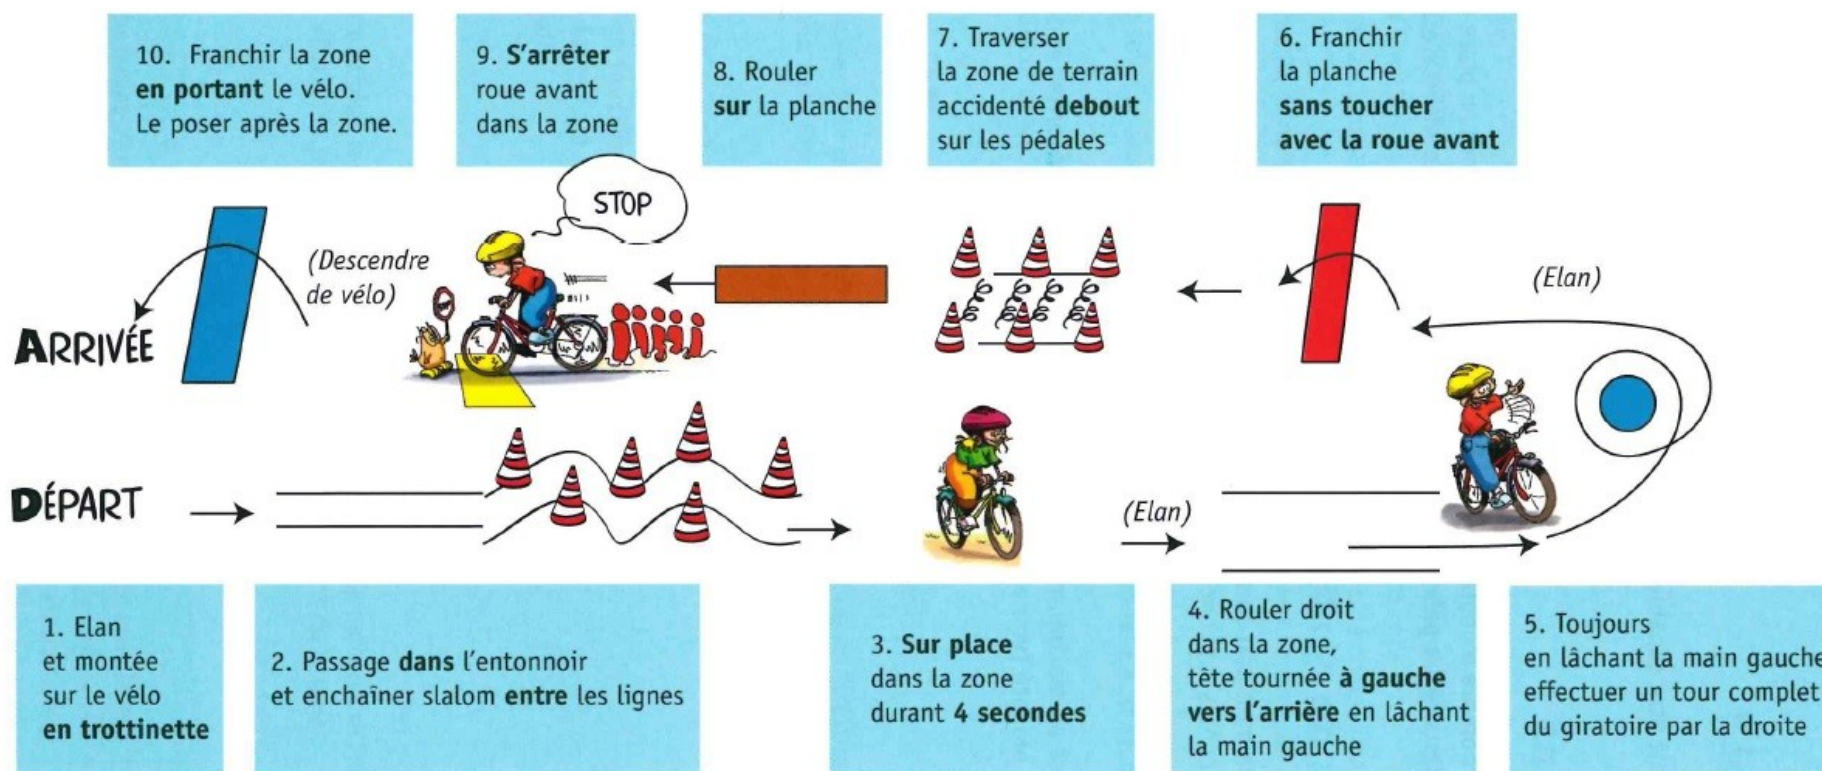 10. Franchir la zone
en portant le vélo.
Le poser après la zone.
9. S'arrêter
roue avant
dans la zone
8. Rouler
sur la planche
7. Traverser
la zone de terrain
accidenté debout
sur les pédales
6. Franchir
la planche
sans toucher
avec la roue avant
STOP
(Descendre
de vélo)
(Elan)
ARRIVÉE
DÉPART
(Elan)
1. Elan
et montée
sur le vélo
en trottinette
2. Passage dans l'entonnoir
et enchaîner slalom entre les lignes
3. Sur place
dans la zone
durant 4 secondes
4. Rouler droit
dans la zone,
tête tournée à gauche
vers l'arrière en lâchant
la main gauche
5. Toujours
en lâchant la main gauche
effectuer un tour complet
du giratoire par la droite